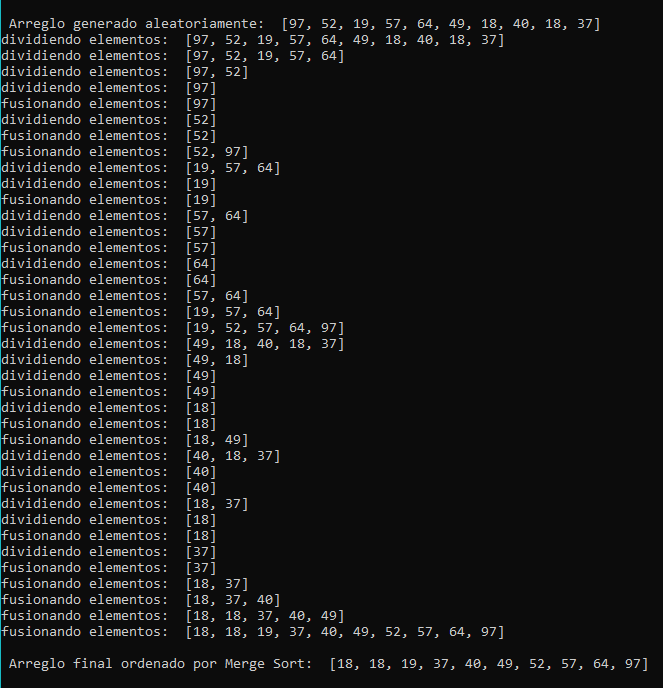 Arreglo generado aleatoriamente:  [97, 52, 19, 57, 64, 49, 18, 40, 18, 37]
dividiendo elementos:  [97, 52, 19, 57, 64, 49, 18, 40, 18, 37]
dividiendo elementos:  [97, 52, 19, 57, 64]
dividiendo elementos:  [97, 52]
dividiendo elementos:  [97]
fusionando elementos:  [97]
dividiendo elementos:  [52]
fusionando elementos:  [52]
fusionando elementos:  [52, 97]
dividiendo elementos:  [19, 57, 64]
dividiendo elementos:  [19]
fusionando elementos:  [19]
dividiendo elementos:  [57, 64]
dividiendo elementos:  [57]
fusionando elementos:  [57]
dividiendo elementos:  [64]
fusionando elementos:  [64]
fusionando elementos:  [57, 64]
fusionando elementos:  [19, 57, 64]
fusionando elementos:  [19, 52, 57, 64, 97]
dividiendo elementos:  [49, 18, 40, 18, 37]
dividiendo elementos:  [49, 18]
dividiendo elementos:  [49]
fusionando elementos:  [49]
dividiendo elementos:  [18]
fusionando elementos:  [18]
fusionando elementos:  [18, 49]
dividiendo elementos:  [40, 18, 37]
dividiendo elementos:  [40]
fusionando elementos:  [40]
dividiendo elementos:  [18, 37]
dividiendo elementos:  [18]
fusionando elementos:  [18]
dividiendo elementos:  [37]
fusionando elementos:  [37]
fusionando elementos:  [18, 37]
fusionando elementos:  [18, 37, 40]
fusionando elementos:  [18, 18, 37, 40, 49]
fusionando elementos:  [18, 18, 19, 37, 40, 49, 52, 57, 64, 97]
Arreglo final ordenado por Merge Sort:  [18, 18, 19, 37, 40, 49, 52, 57, 64, 97]